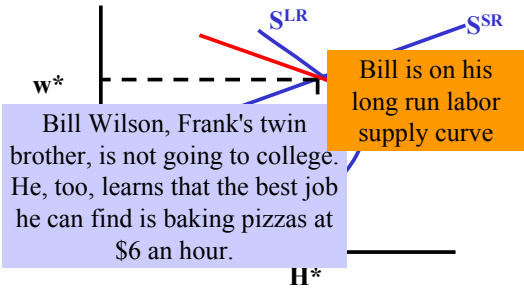 S^LR
S^SR
w*
Bill is on his
long run labor
supply curve
Bill Wilson, Frank's twin
brother, is not going to college.
He, too, learns that the best job
he can find is baking pizzas at
$6 an hour.
H*